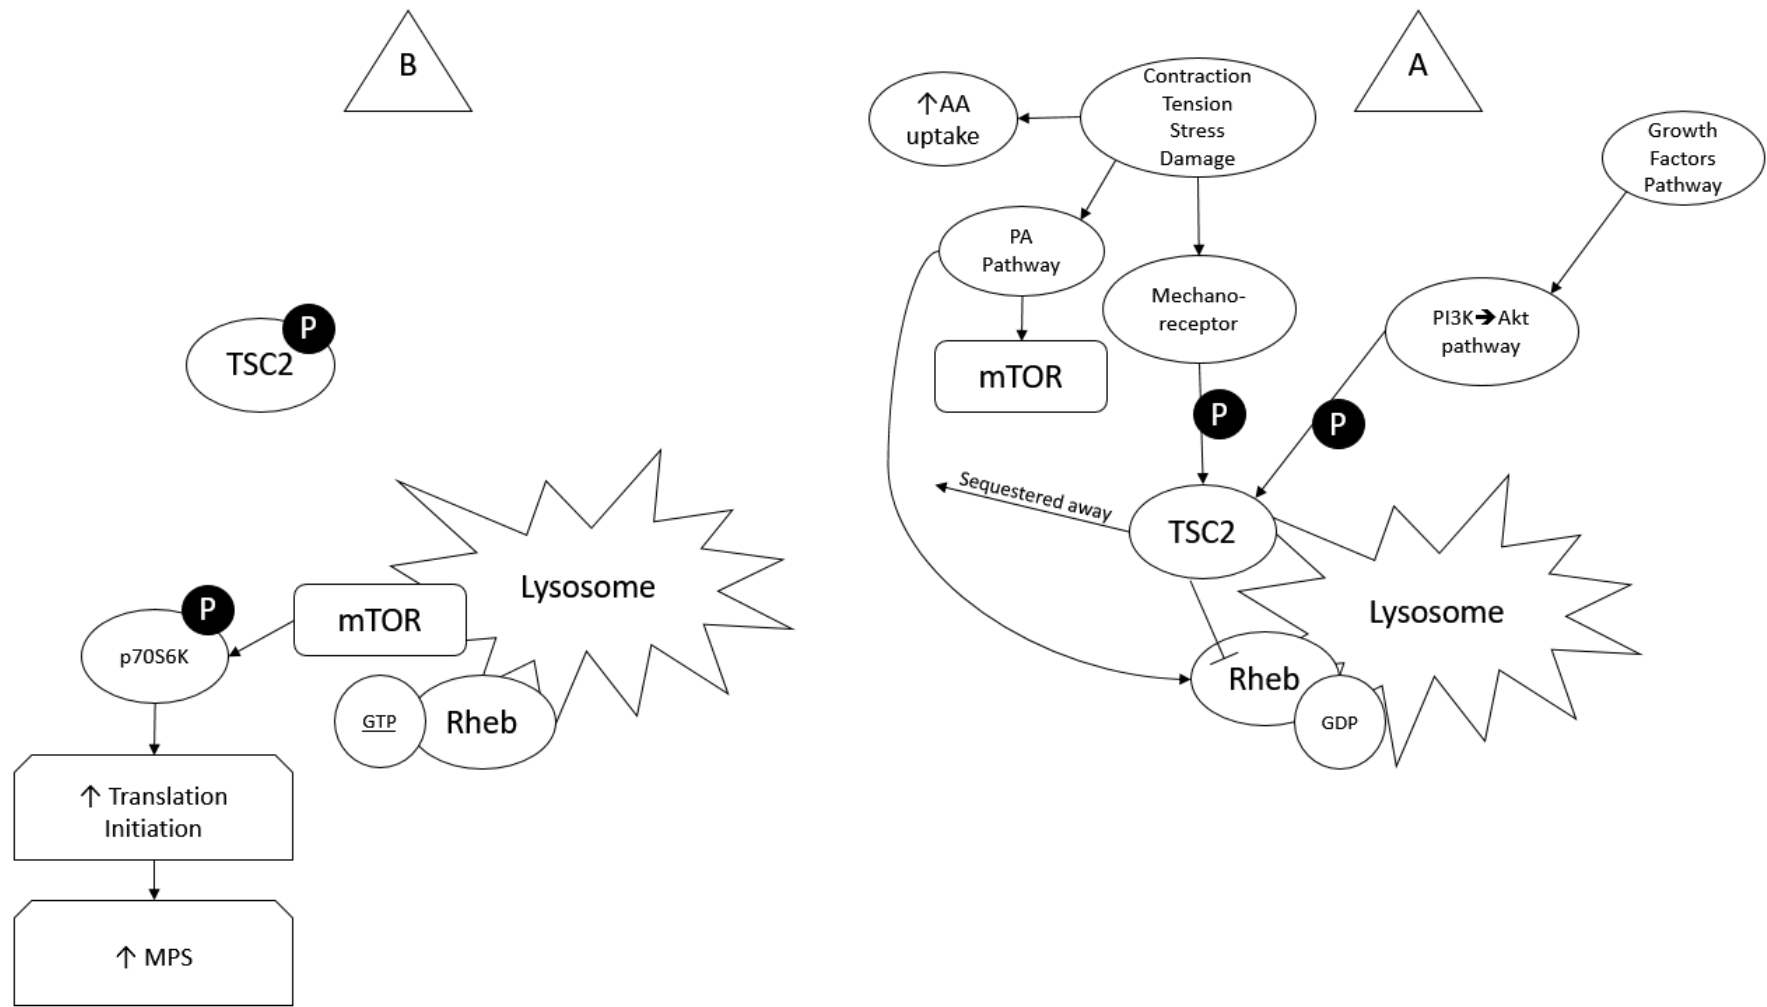 B
P
TSC2
Lysosome
P
mTOR
p70S6K
GTP
Rheb
↑ Translation
Initiation
↑ MPS
A
Contraction
Tension
Stress
Damage
↑AA
uptake
Growth
Factors
Pathway
PA
Pathway
Mechano-
receptor
PI3K➔Akt
pathway
mTOR
P
P
Sequestered away
TSC2
Lysosome
Rheb
GDP